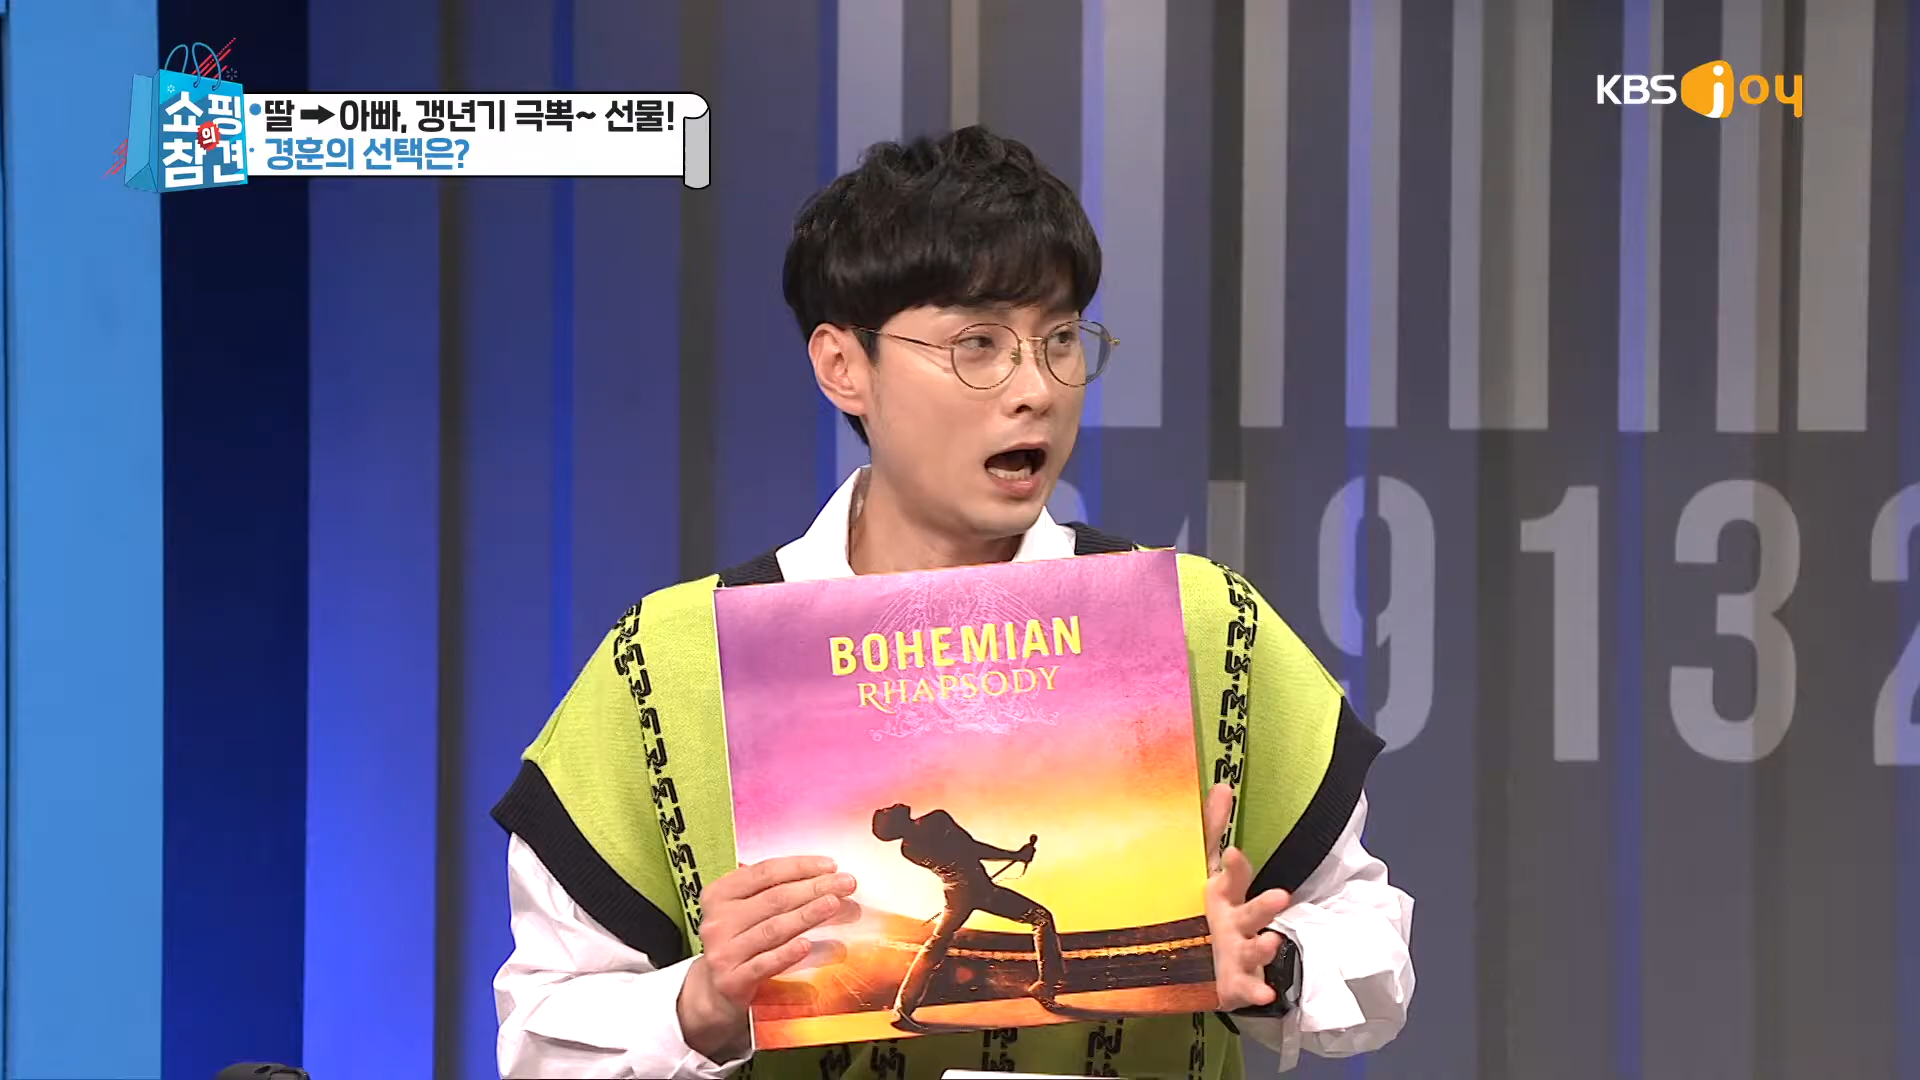 쇼핑의 참견
딸 ➡ 아빠, 갱년기 극뽁~ 선물!
경훈의 선택은?
KBS joy
BOHEMIAN
RHAPSODY
9132